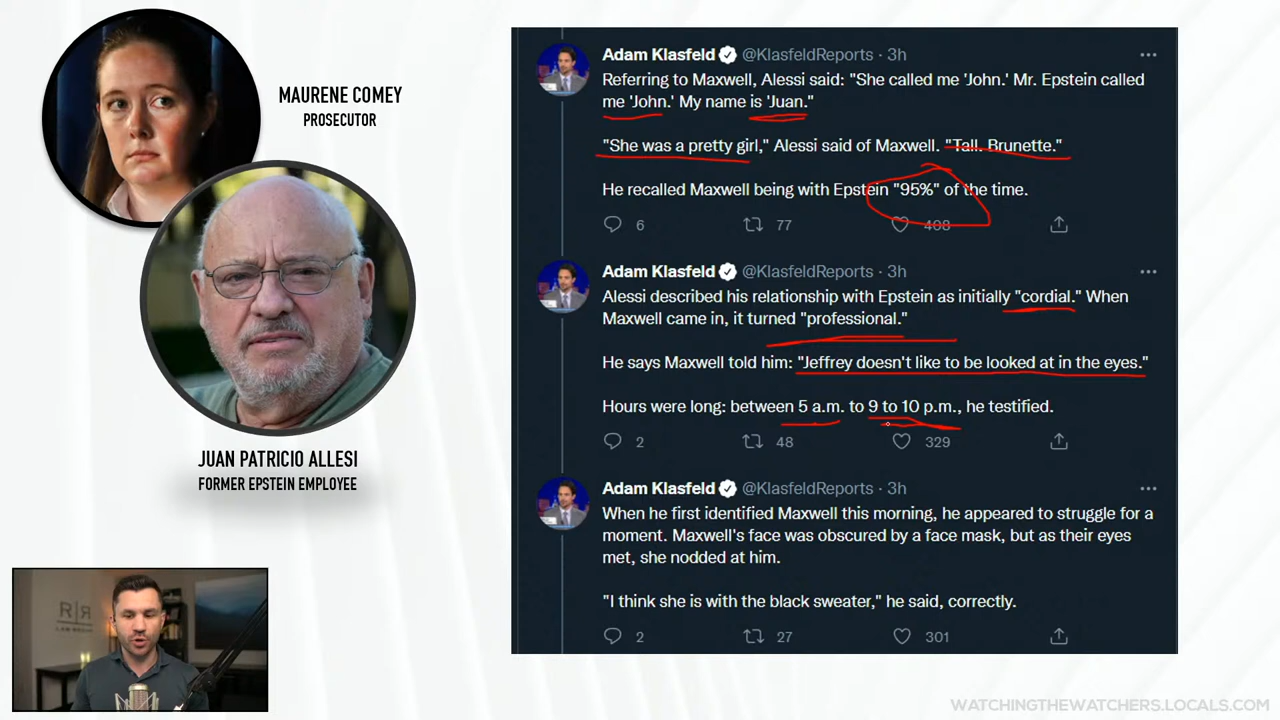 MAURENE COMEY
PROSECUTOR
JUAN PATRICIO ALLESI
FORMER EPSTEIN EMPLOYEE
R|R
LAW GROUP
Adam Klasfeld @KlasfeldReports · 3h
Referring to Maxwell, Alessi said: "She called me 'John.' Mr. Epstein called
me 'John.' My name is 'Juan."
"She was a pretty girl," Alessi said of Maxwell. "Tall. Brunette."
He recalled Maxwell being with Epstein "95%" of the time.
6 77 408
Adam Klasfeld @KlasfeldReports · 3h
Alessi described his relationship with Epstein as initially "cordial." When
Maxwell came in, it turned "professional."
He says Maxwell told him: "Jeffrey doesn't like to be looked at in the eyes."
Hours were long: between 5 a.m. to 9 to 10 p.m., he testified.
2 48 329
Adam Klasfeld @KlasfeldReports · 3h
When he first identified Maxwell this morning, he appeared to struggle for a
moment. Maxwell's face was obscured by a face mask, but as their eyes
met, she nodded at him.
"I think she is with the black sweater," he said, correctly.
2 27 301
WATCHINGTHEWATCHERS.LOCALS.COM